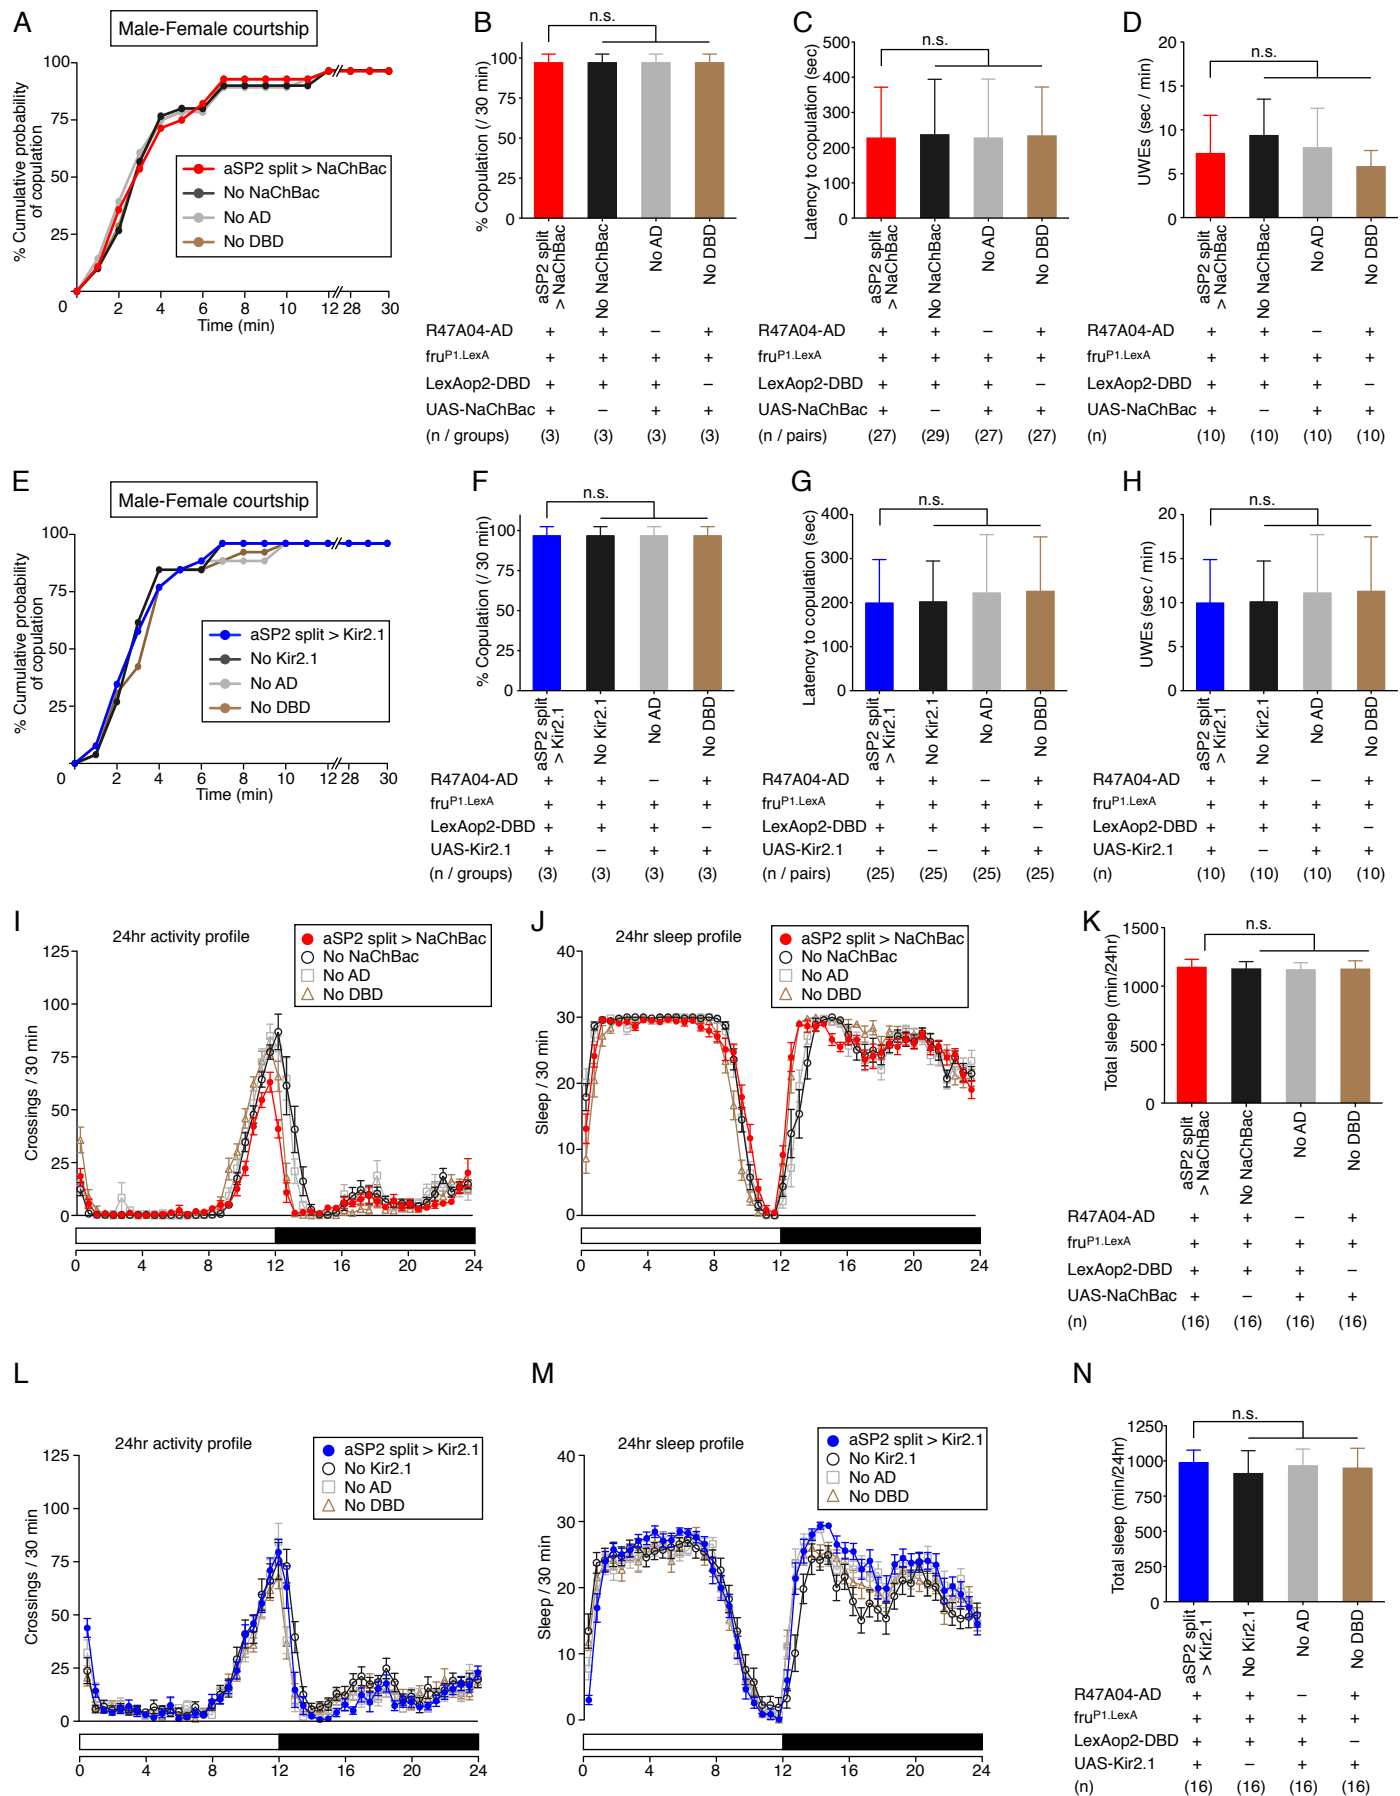 A
Male-Female courtship
% Cumulative probability
of copulation
100
75
50
25
0
2
4
6
8
10
12
28
30
Time (min)
aSP2 split > NaChBac
No NaChBac
No AD
No DBD
B
n.s.
% Copulation (/ 30 min)
100
75
50
25
0
aSP2 split
> NaChBac
No NaChBac
No AD
No DBD
R47A04-AD + + – +
fruP1.LexA + + + +
LexAop2-DBD + + + –
UAS-NaChBac + – + +
(n / groups) (3) (3) (3) (3)
C
n.s.
Latency to copulation (sec)
500
400
300
200
100
0
aSP2 split
> NaChBac
No NaChBac
No AD
No DBD
R47A04-AD + + – +
fruP1.LexA + + + +
LexAop2-DBD + + + –
UAS-NaChBac + – + +
(n / pairs) (27) (29) (27) (27)
D
n.s.
UWEs (sec / min)
20
15
10
5
0
aSP2 split
> NaChBac
No NaChBac
No AD
No DBD
R47A04-AD + + – +
fruP1.LexA + + + +
LexAop2-DBD + + + –
UAS-NaChBac + – + +
(n) (10) (10) (10) (10)
E
Male-Female courtship
% Cumulative probability
of copulation
100
75
50
25
0
2
4
6
8
10
12
28
30
Time (min)
aSP2 split > Kir2.1
No Kir2.1
No AD
No DBD
F
n.s.
% Copulation (/ 30 min)
100
75
50
25
0
aSP2 split
> Kir2.1
No Kir2.1
No AD
No DBD
R47A04-AD + + – +
fruP1.LexA + + + +
LexAop2-DBD + + + –
UAS-Kir2.1 + – + +
(n / groups) (3) (3) (3) (3)
G
n.s.
Latency to copulation (sec)
400
300
200
100
0
aSP2 split
> Kir2.1
No Kir2.1
No AD
No DBD
R47A04-AD + + – +
fruP1.LexA + + + +
LexAop2-DBD + + + –
UAS-Kir2.1 + – + +
(n / pairs) (25) (25) (25) (25)
H
n.s.
UWEs (sec / min)
20
15
10
5
0
aSP2 split
> Kir2.1
No Kir2.1
No AD
No DBD
R47A04-AD + + – +
fruP1.LexA + + + +
LexAop2-DBD + + + –
UAS-Kir2.1 + – + +
(n) (10) (10) (10) (10)
I
24hr activity profile
aSP2 split > NaChBac
No NaChBac
No AD
No DBD
Crossings / 30 min
125
100
75
50
25
0
0
4
8
12
16
20
24
J
24hr sleep profile
aSP2 split > NaChBac
No NaChBac
No AD
No DBD
Sleep / 30 min
40
30
20
10
0
0
4
8
12
16
20
24
K
n.s.
Total sleep (min/24hr)
1500
1000
500
0
aSP2 split
> NaChBac
No NaChBac
No AD
No DBD
R47A04-AD + + – +
fruP1.LexA + + + +
LexAop2-DBD + + + –
UAS-NaChBac + – + +
(n) (16) (16) (16) (16)
L
24hr activity profile
aSP2 split > Kir2.1
No Kir2.1
No AD
No DBD
Crossings / 30 min
125
100
75
50
25
0
0
4
8
12
16
20
24
M
24hr sleep profile
aSP2 split > Kir2.1
No Kir2.1
No AD
No DBD
Sleep / 30 min
40
30
20
10
0
0
4
8
12
16
20
24
N
n.s.
Total sleep (min/24hr)
1250
1000
750
500
250
0
aSP2 split
> Kir2.1
No Kir2.1
No AD
No DBD
R47A04-AD + + – +
fruP1.LexA + + + +
LexAop2-DBD + + + –
UAS-Kir2.1 + – + +
(n) (16) (16) (16) (16)